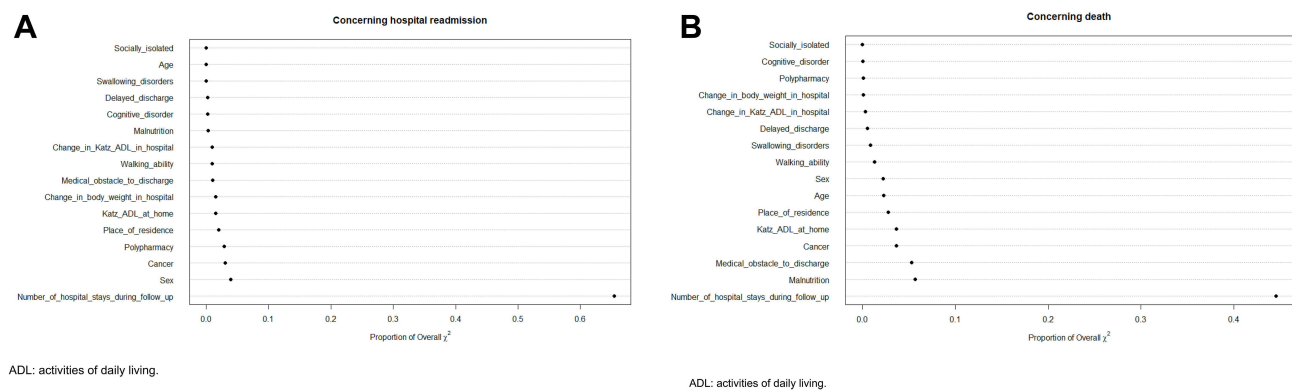 A
Concerning hospital readmission
Socially_isolated
Age
Swallowing_disorders
Delayed_discharge
Cognitive_disorder
Malnutrition
Change_in_Katz_ADL_in_hospital
Walking_ability
Medical_obstacle_to_discharge
Change_in_body_weight_in_hospital
Katz_ADL_at_home
Place_of_residence
Polypharmacy
Cancer
Sex
Number_of_hospital_stays_during_follow_up
0.0 0.1 0.2 0.3 0.4 0.5 0.6
Proportion of Overall χ²
ADL: activities of daily living.
B
Concerning death
Socially_isolated
Cognitive_disorder
Polypharmacy
Change_in_body_weight_in_hospital
Change_in_Katz_ADL_in_hospital
Delayed_discharge
Swallowing_disorders
Walking_ability
Sex
Age
Place_of_residence
Katz_ADL_at_home
Cancer
Medical_obstacle_to_discharge
Malnutrition
Number_of_hospital_stays_during_follow_up
0.0 0.1 0.2 0.3 0.4
Proportion of Overall χ²
ADL: activities of daily living.